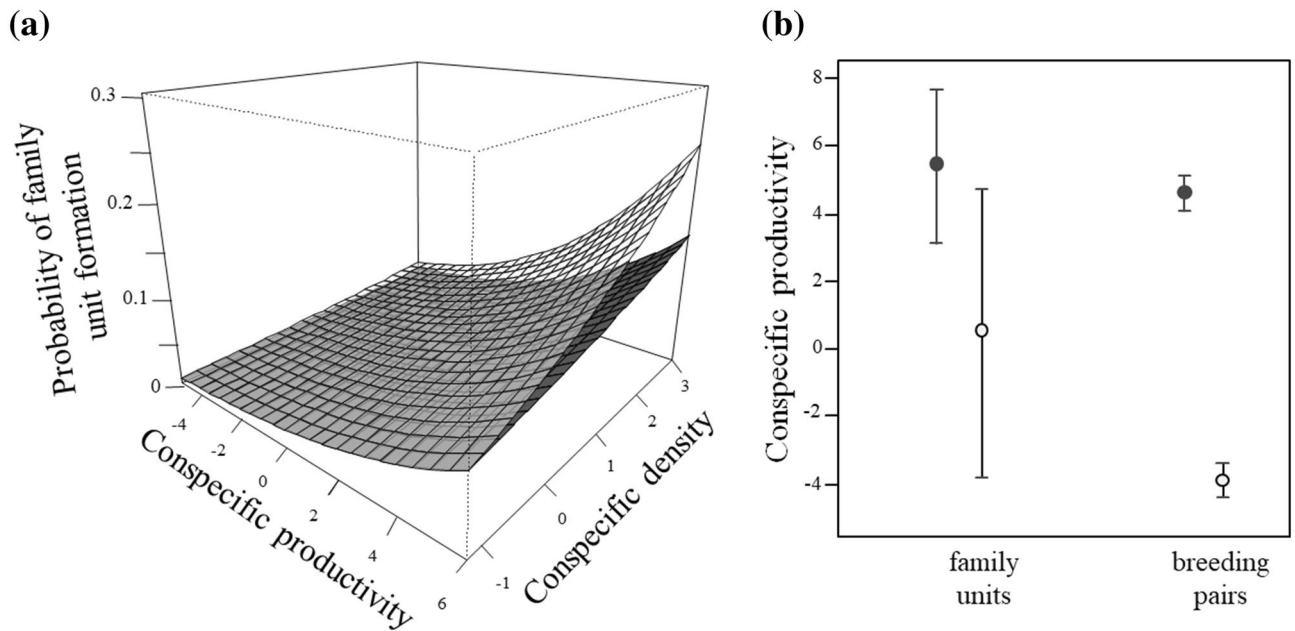 (a)
(b)
0.3
0.2
0.1
0
Probability of family
unit formation
-4
-2
0
2
4
6
Conspecific productivity
-1
0
1
2
3
Conspecific density
8
6
4
2
0
-2
-4
Conspecific productivity
family
units
breeding
pairs